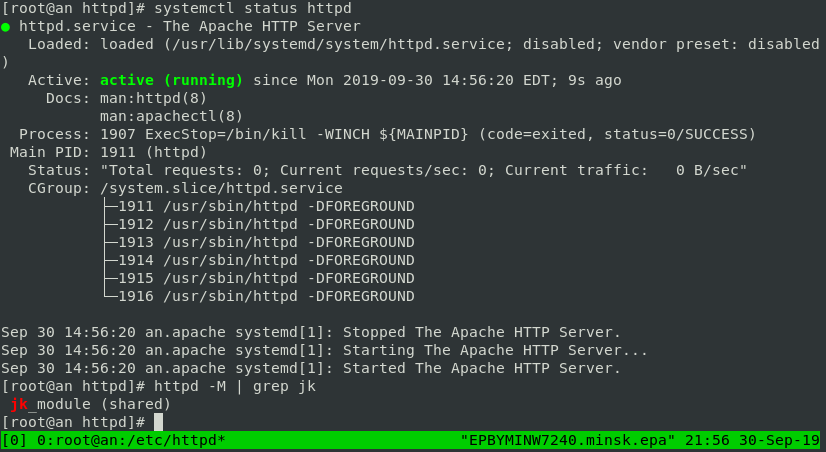 [root@an httpd]# systemctl status httpd
● httpd.service - The Apache HTTP Server
   Loaded: loaded (/usr/lib/systemd/system/httpd.service; disabled; vendor preset: disabled
)
   Active: active (running) since Mon 2019-09-30 14:56:20 EDT; 9s ago
     Docs: man:httpd(8)
           man:apachectl(8)
  Process: 1907 ExecStop=/bin/kill -WINCH ${MAINPID} (code=exited, status=0/SUCCESS)
 Main PID: 1911 (httpd)
   Status: "Total requests: 0; Current requests/sec: 0; Current traffic:   0 B/sec"
   CGroup: /system.slice/httpd.service
           ├─1911 /usr/sbin/httpd -DFOREGROUND
           ├─1912 /usr/sbin/httpd -DFOREGROUND
           ├─1913 /usr/sbin/httpd -DFOREGROUND
           ├─1914 /usr/sbin/httpd -DFOREGROUND
           ├─1915 /usr/sbin/httpd -DFOREGROUND
           └─1916 /usr/sbin/httpd -DFOREGROUND

Sep 30 14:56:20 an.apache systemd[1]: Stopped The Apache HTTP Server.
Sep 30 14:56:20 an.apache systemd[1]: Starting The Apache HTTP Server...
Sep 30 14:56:20 an.apache systemd[1]: Started The Apache HTTP Server.
[root@an httpd]# httpd -M | grep jk
 jk_module (shared)
[root@an httpd]#
[0] 0:root@an:/etc/httpd* "EPBYMINW7240.minsk.epa" 21:56 30-Sep-19